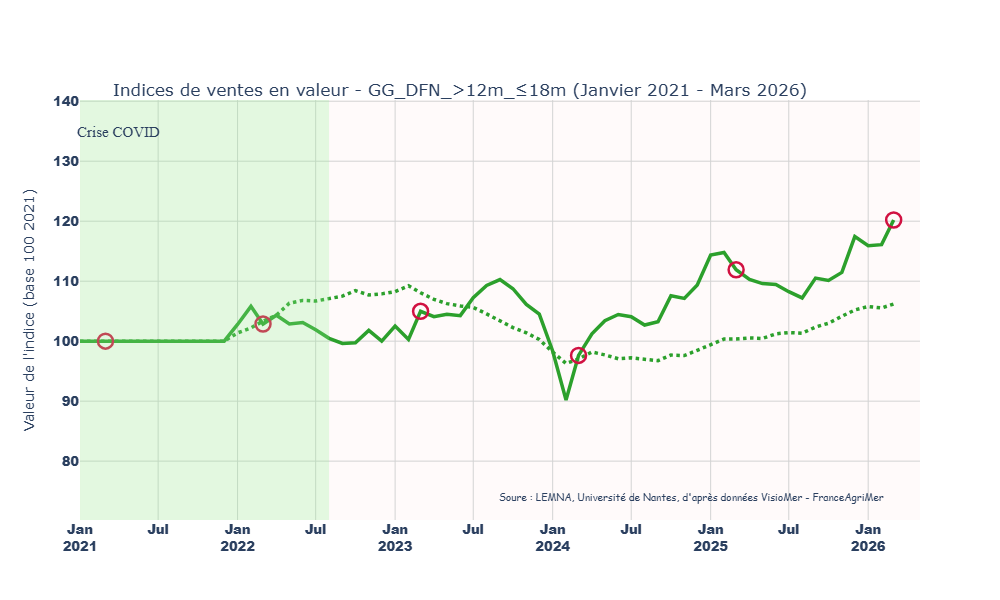 Indices de ventes en valeur - GG_DFN_>12m_≤18m (Janvier 2021 - Mars 2026)
Valeur de l'indice (base 100 2021)
140
130
120
110
100
90
80
Crise COVID
Soure : LEMNA, Université de Nantes, d'après données VisioMer - FranceAgriMer
Jan Jul Jan Jul Jan Jul Jan Jul Jan Jul Jan
2021 2022 2023 2024 2025 2026